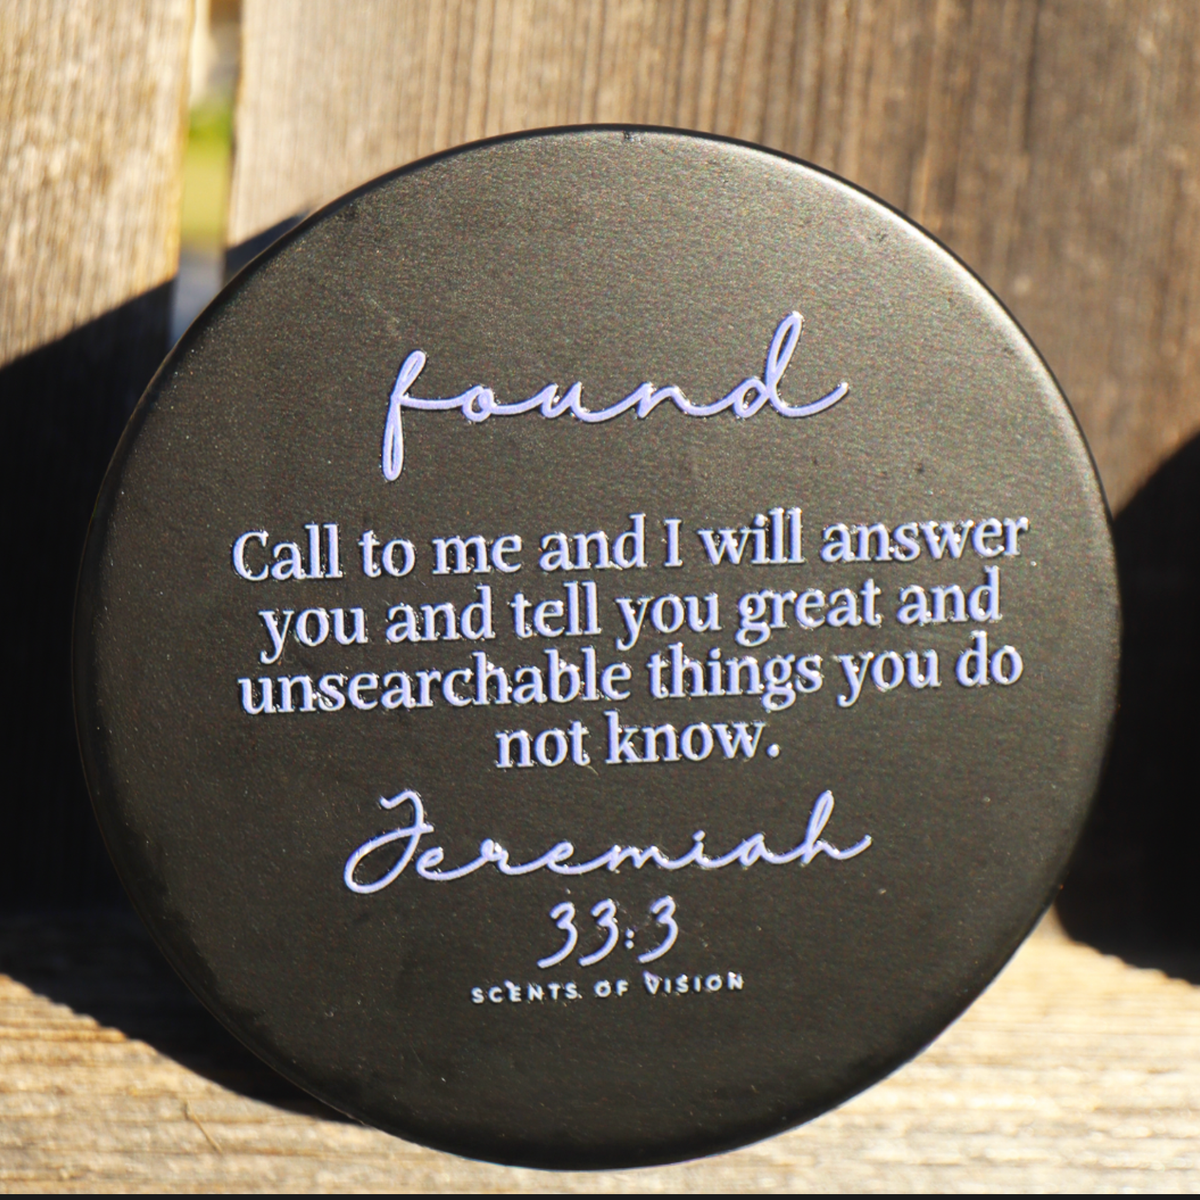 found
Call to me and I will answer
you and tell you great and
unsearchable things you do
not know.
Jeremiah
33:3
SCENTS OF VISION